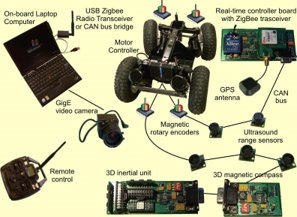 On-board Laptop
Computer
USB Zigbee
Radio Transceiver
or CAN bus bridge
Motor
Controller
Real-time controller board
with ZigBee trasceiver
GPS
antenna
CAN
bus
GigE
video camera
Magnetic
rotary encoders
Ultrasound
range sensors
Remote
control
3D inertial unit
3D magnetic compass